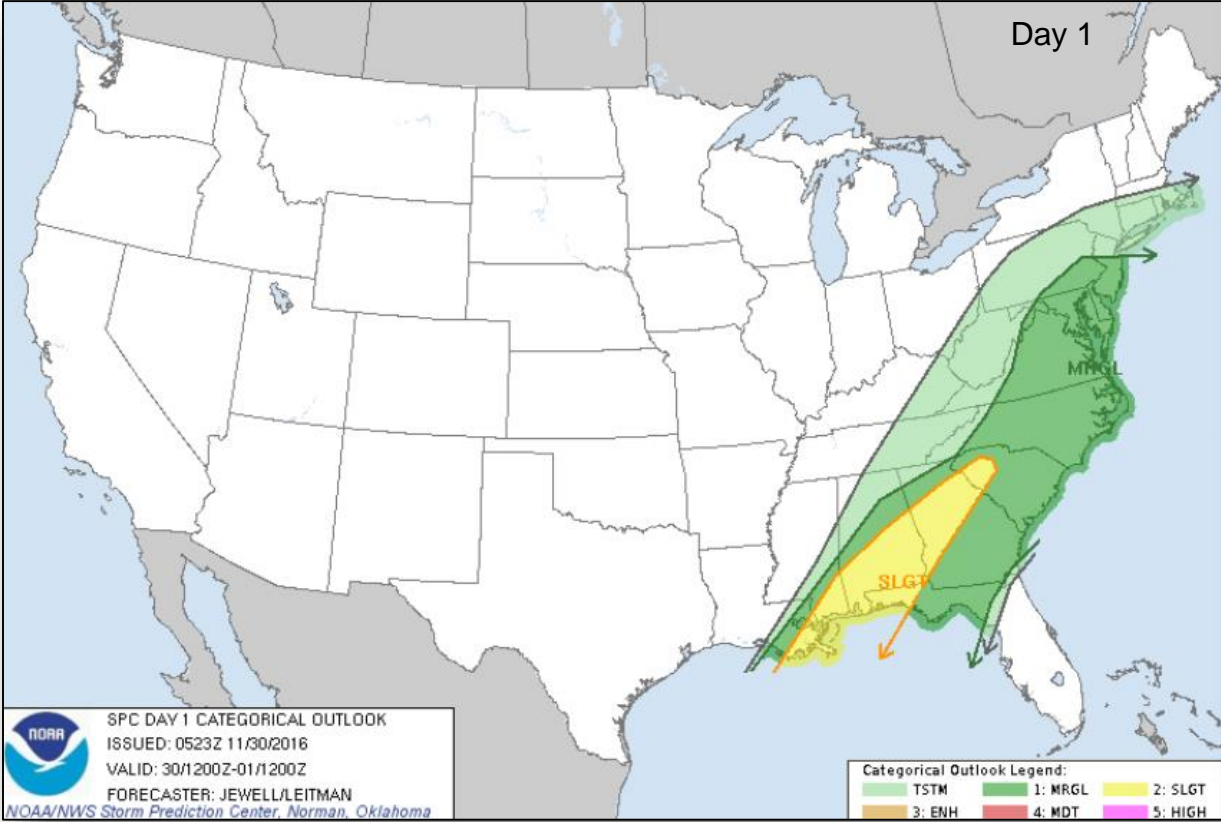 Day 1
MRGL
SLGT
NOAA
SPC DAY 1 CATEGORICAL OUTLOOK
ISSUED: 0523Z 11/30/2016
VALID: 30/1200Z-01/1200Z
FORECASTER: JEWELL/LEITMAN
NOAA/NWS Storm Prediction Center, Norman, Oklahoma
Categorical Outlook Legend:
TSTM 1: MRGL 2: SLGT
3: ENH 4: MDT 5: HIGH